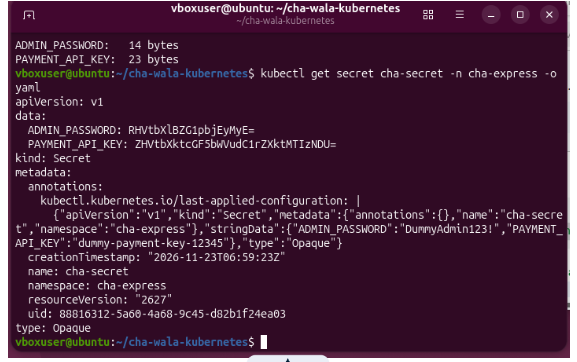 vboxuser@ubuntu: ~/cha-wala-kubernetes
~/cha-wala-kubernetes
ADMIN_PASSWORD:   14 bytes
PAYMENT_API_KEY:  23 bytes
vboxuser@ubuntu:~/cha-wala-kubernetes$ kubectl get secret cha-secret -n cha-express -o
yaml
apiVersion: v1
data:
  ADMIN_PASSWORD: RHVtbXlBZG1pbjEyMyE=
  PAYMENT_API_KEY: ZHVtbXktcGF5bWVudC1rZXktMTIzNDU=
kind: Secret
metadata:
  annotations:
    kubectl.kubernetes.io/last-applied-configuration: |
      {"apiVersion":"v1","kind":"Secret","metadata":{"annotations":{},"name":"cha-secre
t","namespace":"cha-express"},"stringData":{"ADMIN_PASSWORD":"DummyAdmin123!","PAYMENT_
API_KEY":"dummy-payment-key-12345"},"type":"Opaque"}
  creationTimestamp: "2026-11-23T06:59:23Z"
  name: cha-secret
  namespace: cha-express
  resourceVersion: "2627"
  uid: 88816312-5a60-4a68-9c45-d82b1f24ea03
type: Opaque
vboxuser@ubuntu:~/cha-wala-kubernetes$